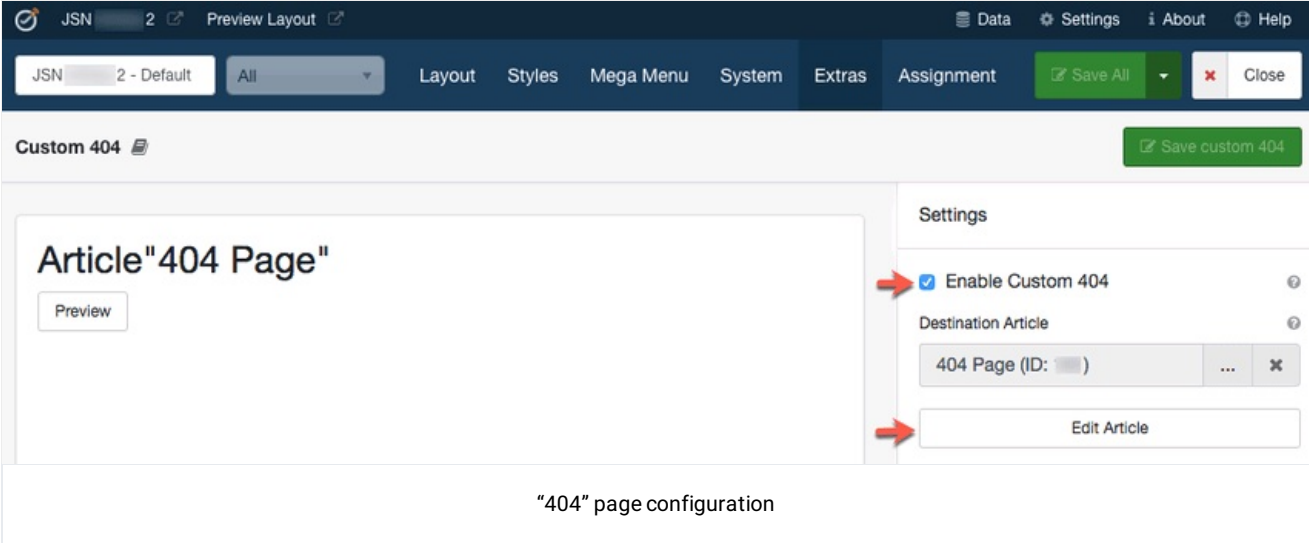 JSN 2 Preview Layout Data Settings About Help
JSN 2 - Default All Layout Styles Mega Menu System Extras Assignment Save All Close
Custom 404 Save custom 404
Settings
Article"404 Page"
Enable Custom 404
Preview
Destination Article
404 Page (ID: )
...
Edit Article
“404” page configuration